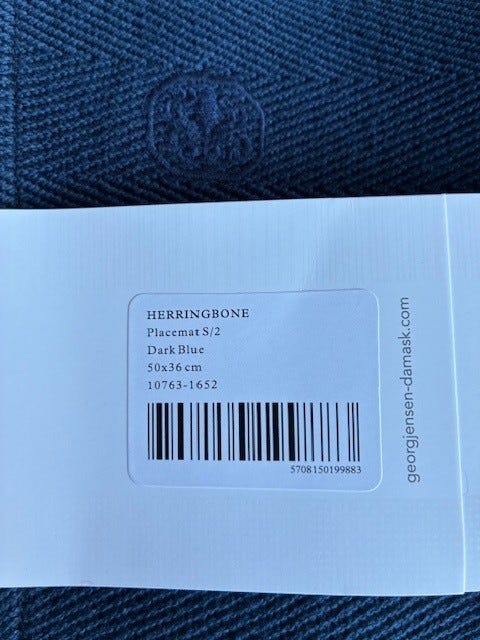 HERRINGBONE
Placemat S/2
Dark Blue
50x36 cm
10763-1652
5708150199883
georgjensen-damask.com